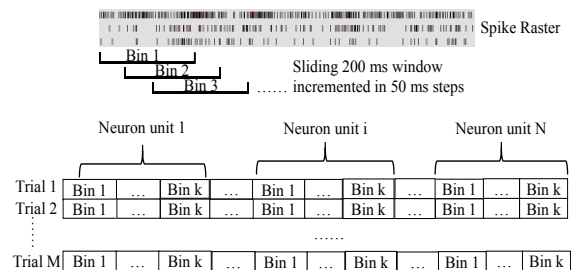 Spike Raster
Bin 1
Bin 2
Bin 3
Sliding 200 ms window
...... incremented in 50 ms steps
Neuron unit 1 Neuron unit i Neuron unit N
Trial 1 Bin 1 ... Bin k ... Bin 1 ... Bin k ... Bin 1 ... Bin k
Trial 2 Bin 1 ... Bin k ... Bin 1 ... Bin k ... Bin 1 ... Bin k
......
Trial M Bin 1 ... Bin k ... Bin 1 ... Bin k ... Bin 1 ... Bin k